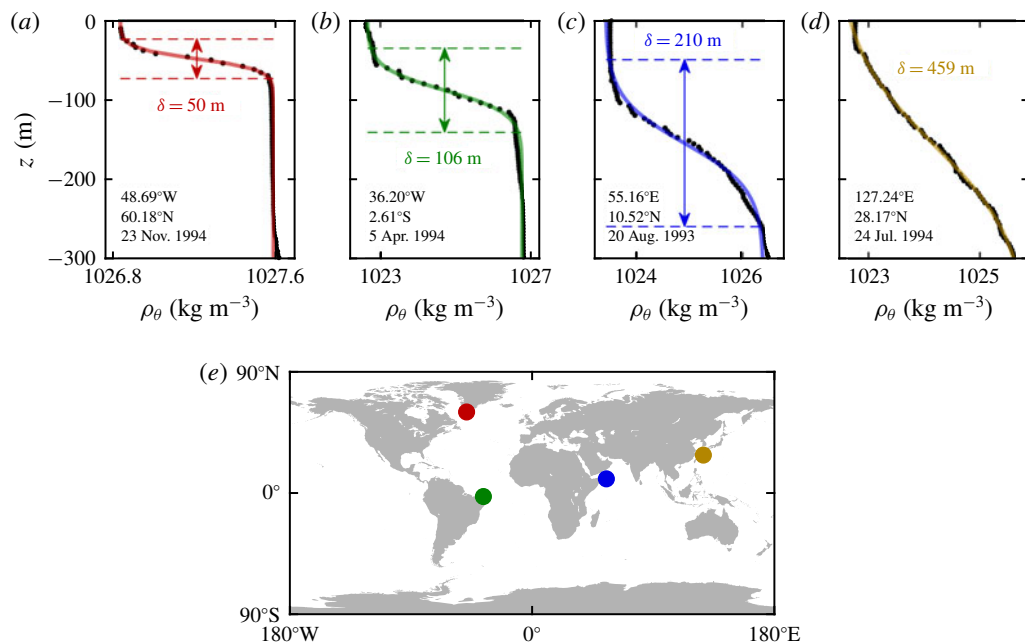 (a)
(b)
(c)
(d)
0
−100
−200
−300
z (m)
δ = 50 m
48.69°W
60.18°N
23 Nov. 1994
1026.8
1027.6
ρθ (kg m−3)
δ = 106 m
36.20°W
2.61°S
5 Apr. 1994
1023
1027
ρθ (kg m−3)
δ = 210 m
55.16°E
10.52°N
20 Aug. 1993
1024
1026
ρθ (kg m−3)
δ = 459 m
127.24°E
28.17°N
24 Jul. 1994
1023
1025
ρθ (kg m−3)
(e)
90°N
0°
90°S
180°W
0°
180°E